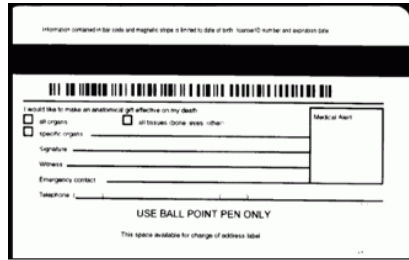 Information contained in bar code and magnetic stripe is limited to date of birth license/ID number and expiration date
I would like to make an anatomical gift effective on my death
all organs all tissues (bone, eyes, other)
specific organs
Medical Alert
Signature
Witness
Emergency contact
Telephone ( )
USE BALL POINT PEN ONLY
This space available for change of address label